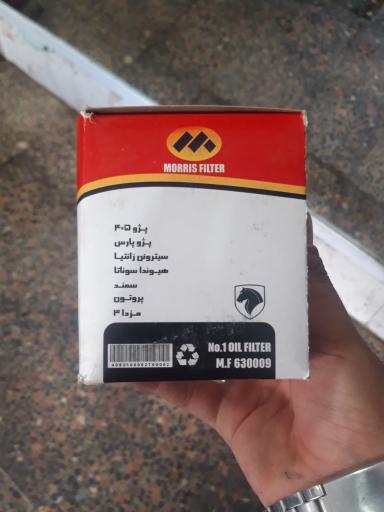 MORRIS FILTER
پژو ۴۰۵
پژو پارس
سیتروئن زانتیا
هیوندا سوناتا
سمند
پروتون
مزدا ۳
No.1 OIL FILTER
M.F 630009